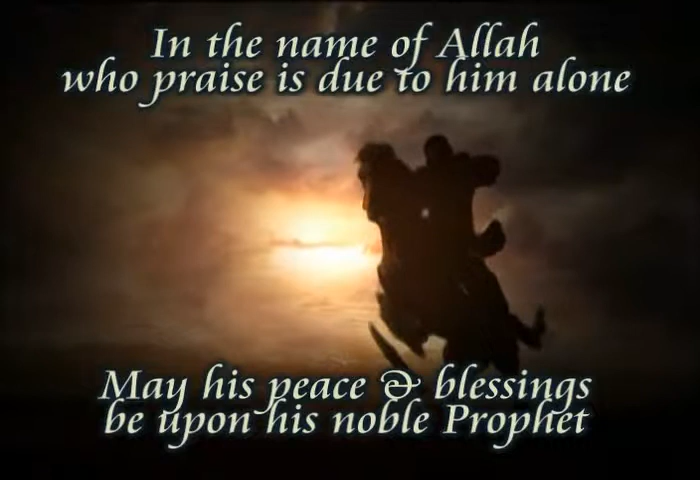 In the name of Allah
who praise is due to him alone
May his peace & blessings
be upon his noble Prophet